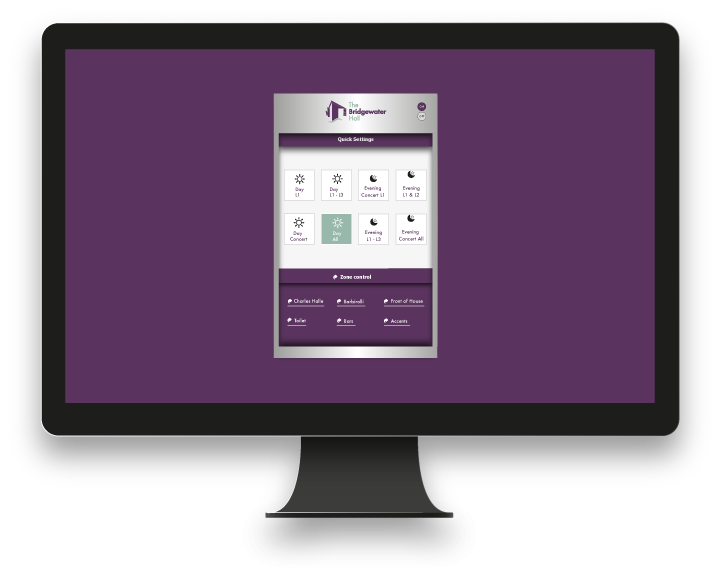 The
Bridgewater
Hall
On
Off
Quick Settings
Day
L1
Day
L1 - L3
Evening
Concert L1
Evening
L1 & L2
Day
Concert
Day
All
Evening
L1 - L3
Evening
Concert All
Zone control
Charles Halle
Barbirolli
Front of House
Toilet
Bars
Accents